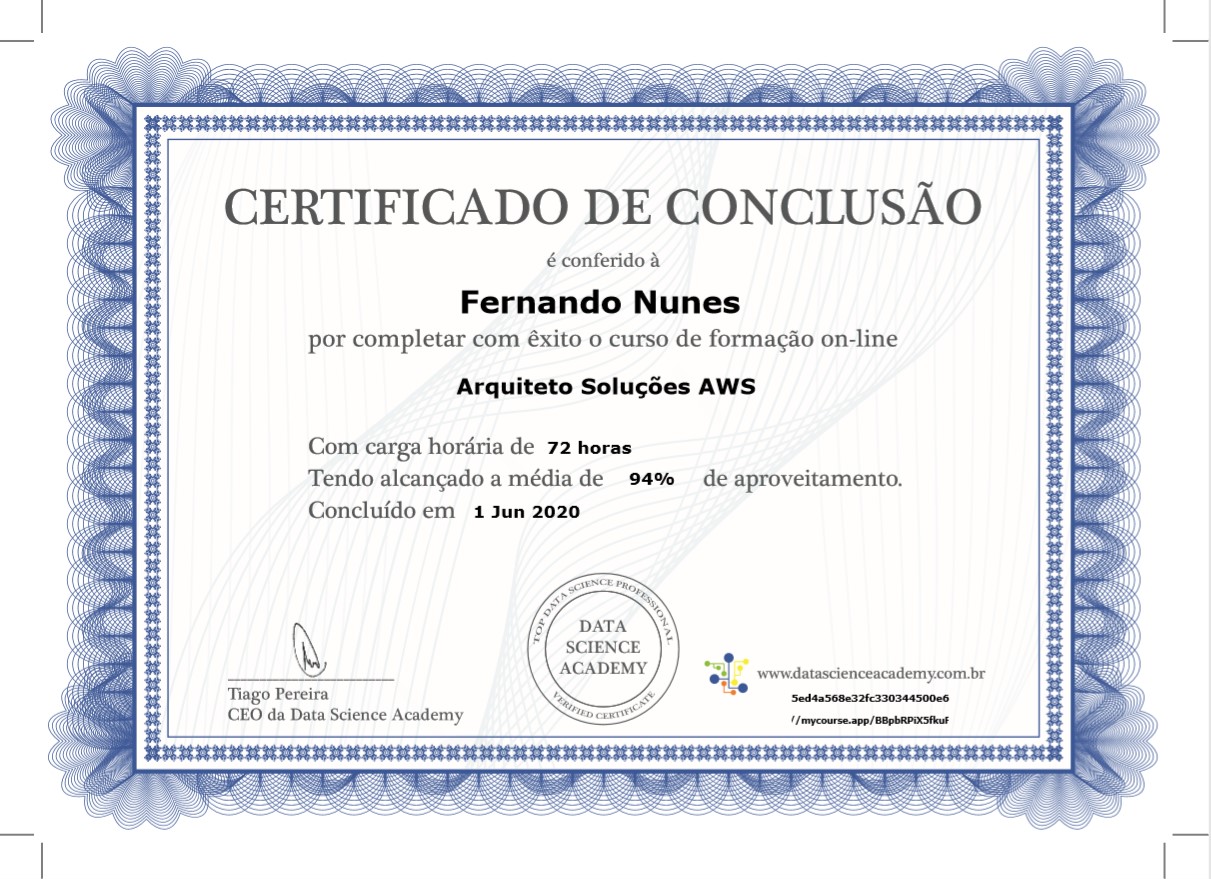 CERTIFICADO DE CONCLUSÃO
é conferido à
Fernando Nunes
por completar com êxito o curso de formação on-line
Arquiteto Soluções AWS
Com carga horária de 72 horas
Tendo alcançado a média de 94% de aproveitamento.
Concluído em 1 Jun 2020
TOP DATA SCIENCE PROFESSIONAL
DATA
SCIENCE
ACADEMY
VERIFIED CERTIFICATE
Tiago Pereira
CEO da Data Science Academy
www.datascienceacademy.com.br
5ed4a568e32fc330344500e6
//mycourse.app/BBpbRPiX5fkuF